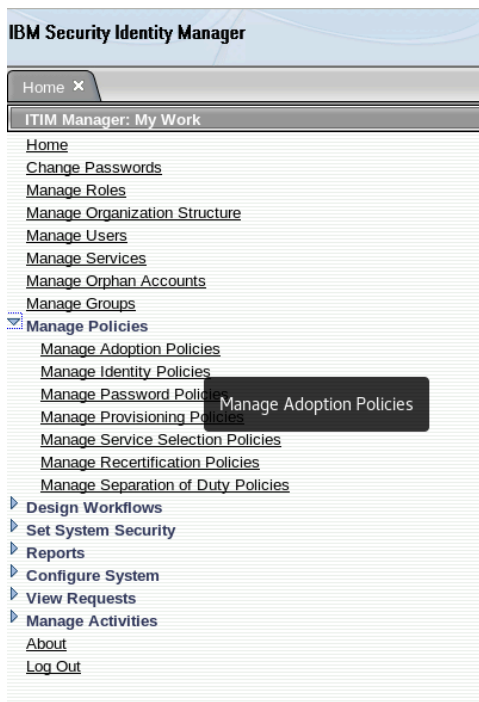 IBM Security Identity Manager
Home ×
ITIM Manager: My Work
Home
Change Passwords
Manage Roles
Manage Organization Structure
Manage Users
Manage Services
Manage Orphan Accounts
Manage Groups
Manage Policies
Manage Adoption Policies
Manage Identity Policies
Manage Password Policies
Manage Adoption Policies
Manage Provisioning Policies
Manage Service Selection Policies
Manage Recertification Policies
Manage Separation of Duty Policies
Design Workflows
Set System Security
Reports
Configure System
View Requests
Manage Activities
About
Log Out